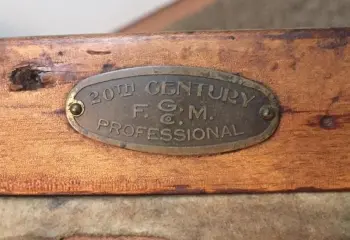 20TH CENTURY
G
F. & M.
C
PROFESSIONAL